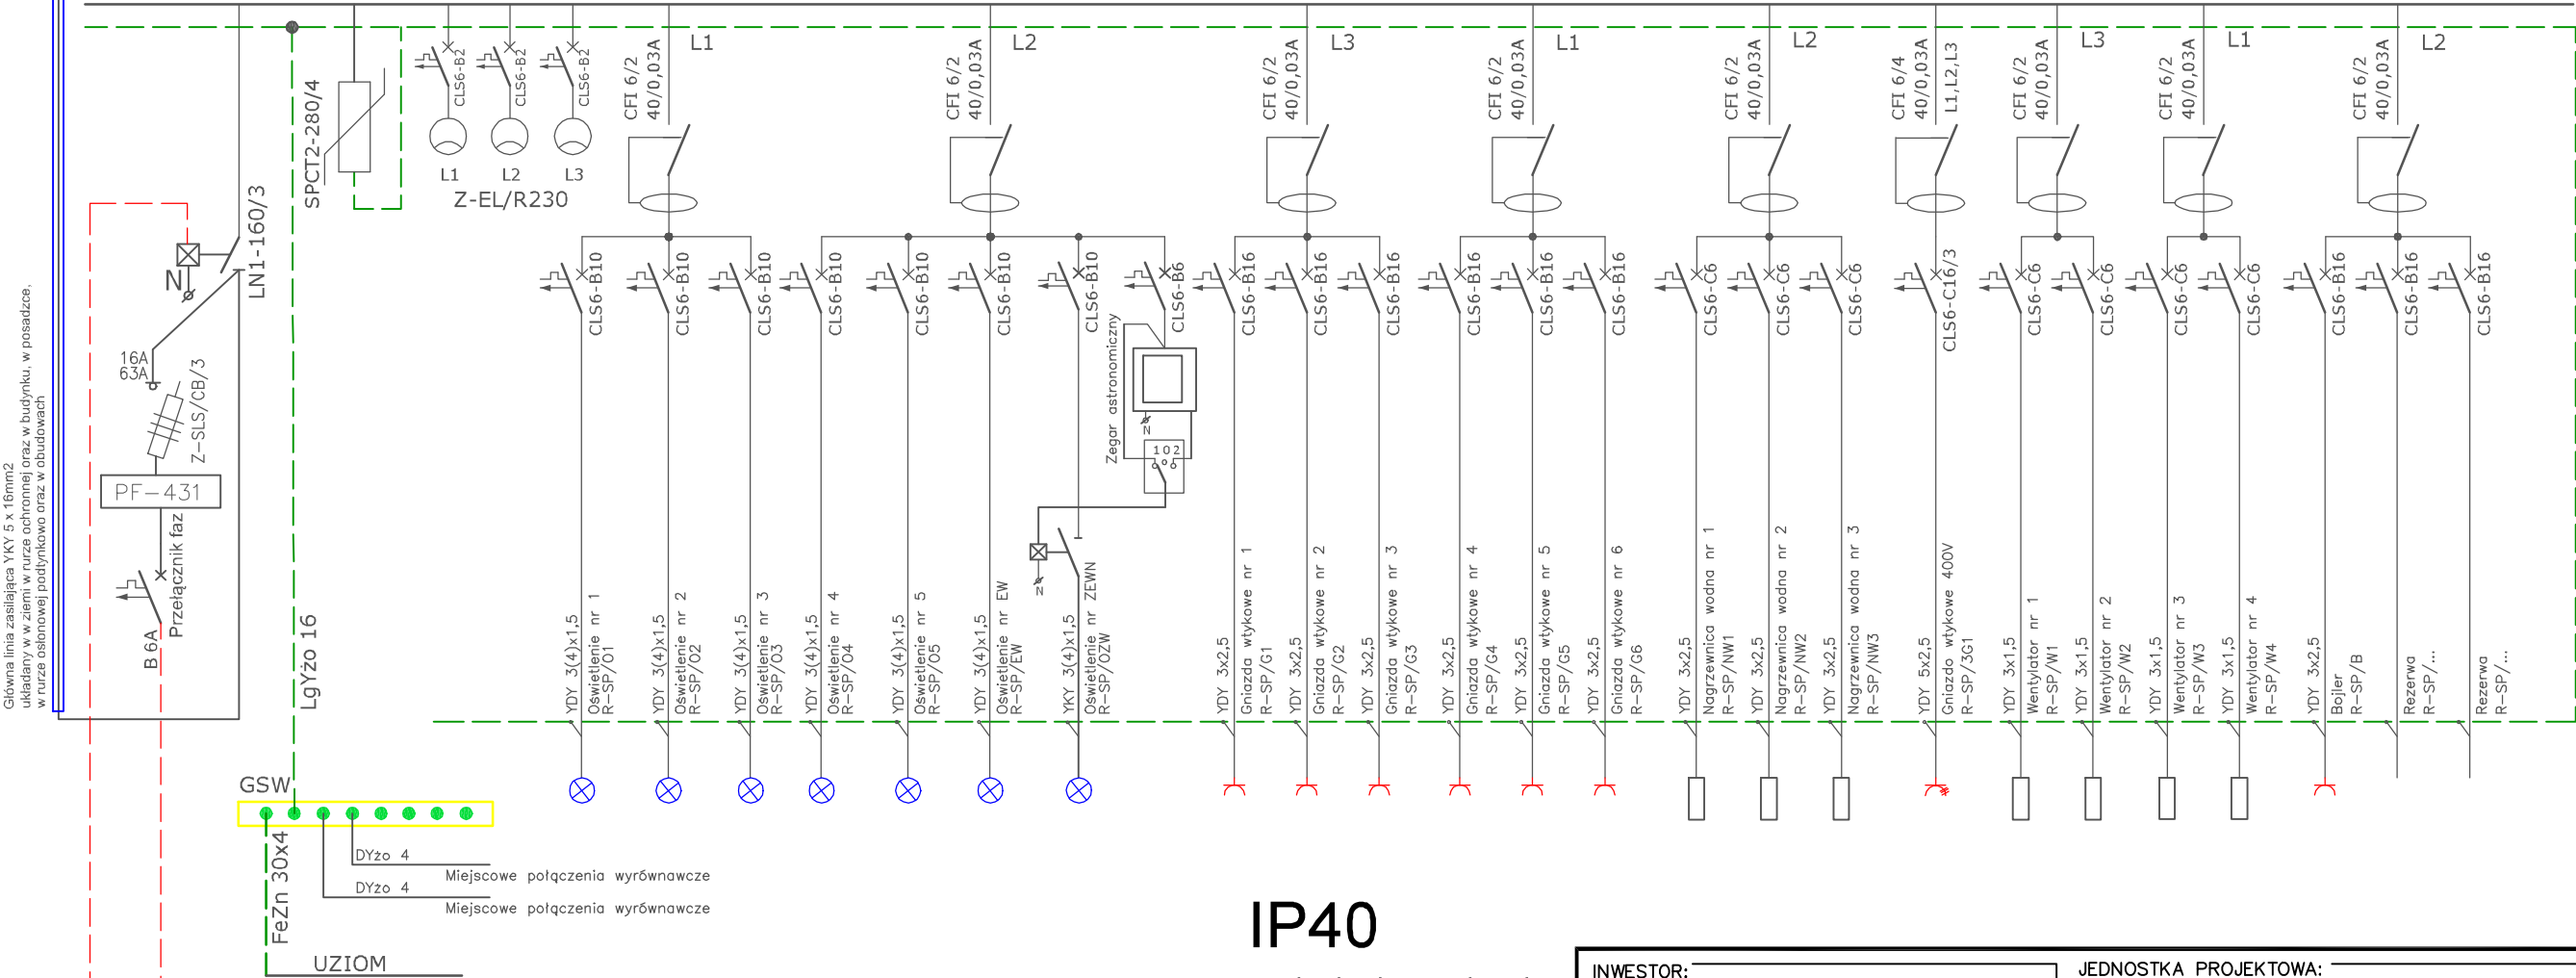 Główna linia zasilająca YKY 5 x 16mm2
układany w w ziemi w rurze ochronnej oraz w budynku, w posadzce,
w rurze osłonowej podtynkowo oraz w obudowach
N
LN1-160/3
16A
63A
Z-SLS/CB/3
PF-431
Przełącznik faz
B 6A
LgYżo 16
SPCT2-280/4
CLS6-B2
CLS6-B2
CLS6-B2
L1
L2
L3
Z-EL/R230
CFI 6/2
40/0,03A
L1
CFI 6/2
40/0,03A
L2
CFI 6/2
40/0,03A
L3
CFI 6/2
40/0,03A
L1
CFI 6/2
40/0,03A
L2
CFI 6/4
40/0,03A
L1,L2,L3
CFI 6/2
40/0,03A
L3
CFI 6/2
40/0,03A
L1
CFI 6/2
40/0,03A
L2
CLS6-B10
CLS6-B10
CLS6-B10
CLS6-B10
CLS6-B10
CLS6-B10
CLS6-B10
CLS6-B6
CLS6-B16
CLS6-B16
CLS6-B16
CLS6-B16
CLS6-B16
CLS6-B16
CLS6-C6
CLS6-C6
CLS6-C6
CLS6-C16/3
CLS6-C6
CLS6-C6
CLS6-C6
CLS6-C6
CLS6-B16
CLS6-B16
CLS6-B16
Zegar astronomiczny
N
1 0 2
N
YDY 3(4)x1,5
Oświetlenie nr 1
R-SP/O1
YDY 3(4)x1,5
Oświetlenie nr 2
R-SP/O2
YDY 3(4)x1,5
Oświetlenie nr 3
R-SP/O3
YDY 3(4)x1,5
Oświetlenie nr 4
R-SP/O4
YDY 3(4)x1,5
Oświetlenie nr 5
R-SP/O5
YDY 3(4)x1,5
Oświetlenie nr EW
R-SP/EW
YKY 3(4)x1,5
Oświetlenie nr ZEWN
R-SP/OZW
YDY 3x2,5
Gniazda wtykowe nr 1
R-SP/G1
YDY 3x2,5
Gniazda wtykowe nr 2
R-SP/G2
YDY 3x2,5
Gniazda wtykowe nr 3
R-SP/G3
YDY 3x2,5
Gniazda wtykowe nr 4
R-SP/G4
YDY 3x2,5
Gniazda wtykowe nr 5
R-SP/G5
YDY 3x2,5
Gniazda wtykowe nr 6
R-SP/G6
YDY 3x2,5
Nagrzewnica wodna nr 1
R-SP/NW1
YDY 3x2,5
Nagrzewnica wodna nr 2
R-SP/NW2
YDY 3x2,5
Nagrzewnica wodna nr 3
R-SP/NW3
YDY 5x2,5
Gniazdo wtykowe 400V
R-SP/3G1
YDY 3x1,5
Wentylator nr 1
R-SP/W1
YDY 3x1,5
Wentylator nr 2
R-SP/W2
YDY 3x1,5
Wentylator nr 3
R-SP/W3
YDY 3x1,5
Wentylator nr 4
R-SP/W4
YDY 3x2,5
Bojler
R-SP/B
Rezerwa
R-SP/...
Rezerwa
R-SP/...
GSW
FeZn 30x4
DYżo 4
Miejscowe połączenia wyrównawcze
DYżo 4
Miejscowe połączenia wyrównawcze
UZIOM
IP40
INWESTOR:
JEDNOSTKA PROJEKTOWA: